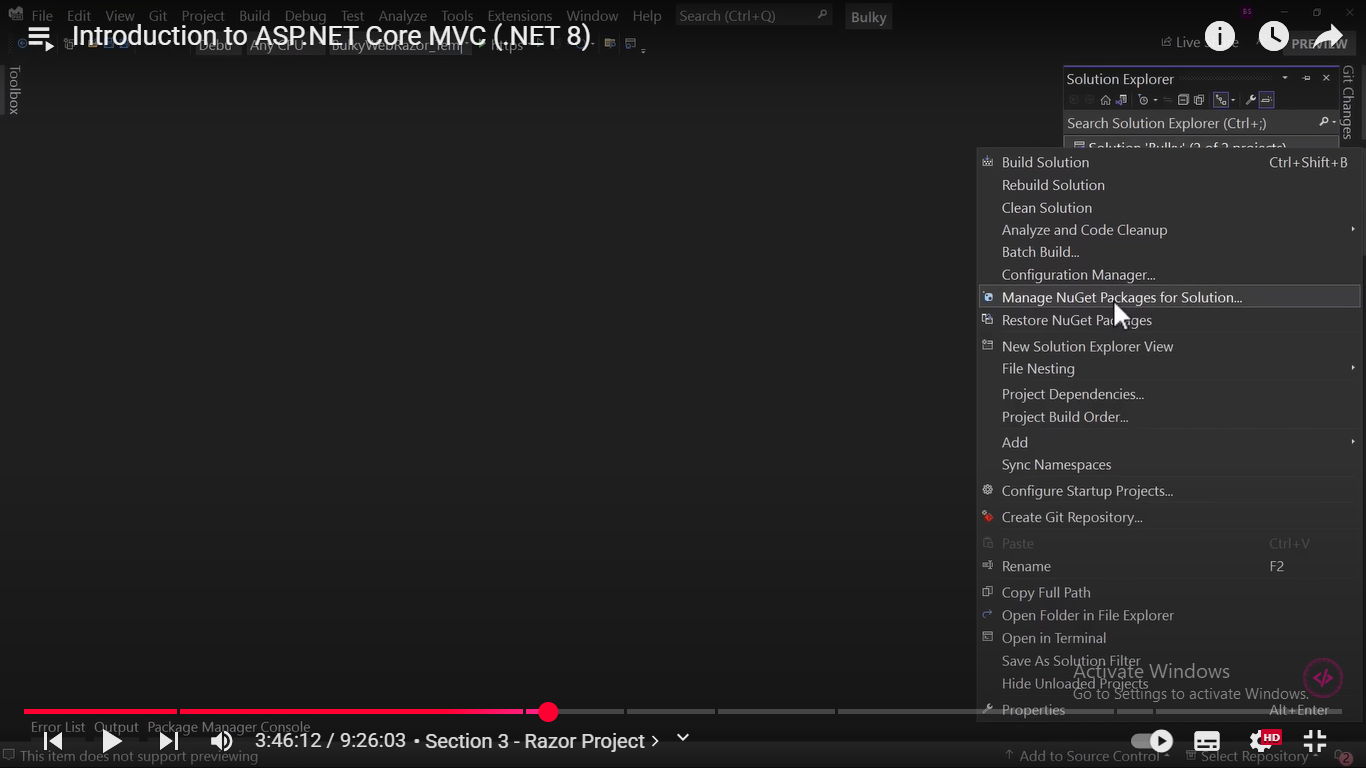 File Edit View Git Project Build Debug Test Analyze Tools Extensions Window Help Search (Ctrl+Q) Bulky BS
Introduction to ASP.NET Core MVC (.NET 8)
Debu Any CPU BulkyWebRazor_Temp https Live PREVIEW
Toolbox
Solution Explorer
Git Changes
Search Solution Explorer (Ctrl+;)
Solution 'Bulky' (2 of 2 projects)
Build Solution Ctrl+Shift+B
Rebuild Solution
Clean Solution
Analyze and Code Cleanup
Batch Build...
Configuration Manager...
Manage NuGet Packages for Solution...
Restore NuGet Packages
New Solution Explorer View
File Nesting
Project Dependencies...
Project Build Order...
Add
Sync Namespaces
Configure Startup Projects...
Create Git Repository...
Paste Ctrl+V
Rename F2
Copy Full Path
Open Folder in File Explorer
Open in Terminal
Save As Solution Filter
Hide Unloaded Projects
Properties Alt+Enter
Activate Windows
Go to Settings to activate Windows.
Error List Output Package Manager Console
3:46:12 / 9:26:03 • Section 3 - Razor Project
HD
This item does not support previewing
Add to Source Control Select Repository 2